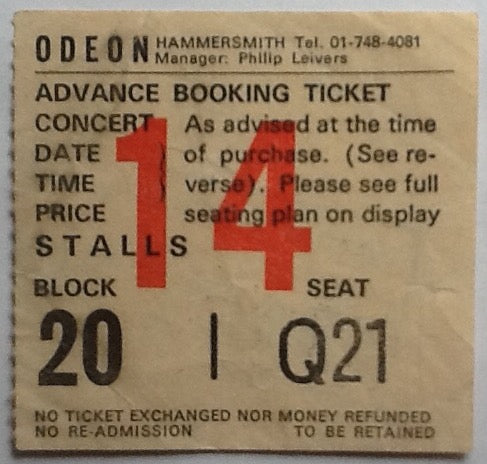 ODEON HAMMERSMITH Tel. 01-748-4081
Manager: Philip Leivers
ADVANCE BOOKING TICKET
CONCERT As advised at the time
DATE } of purchase. (See re-
TIME } verse). Please see full
PRICE seating plan on display
STALLS
14
BLOCK SEAT
20 | Q21
NO TICKET EXCHANGED NOR MONEY REFUNDED
NO RE-ADMISSION TO BE RETAINED